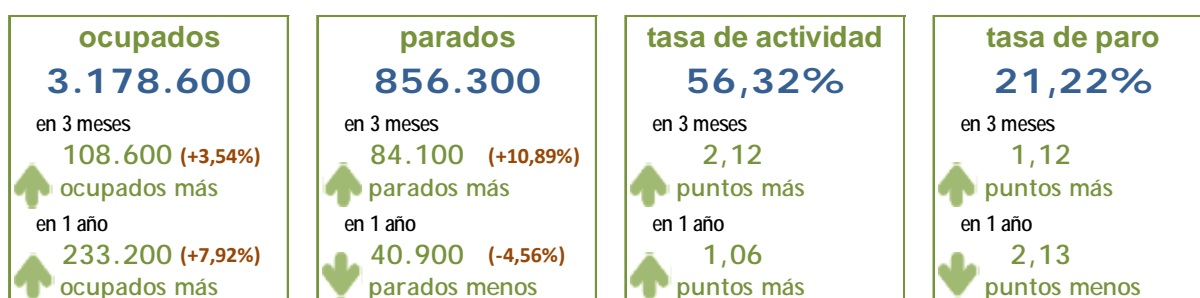 ocupados
3.178.600
en 3 meses
108.600 (+3,54%)
ocupados más
en 1 año
233.200 (+7,92%)
ocupados más
parados
856.300
en 3 meses
84.100 (+10,89%)
parados más
en 1 año
40.900 (-4,56%)
parados menos
tasa de actividad
56,32%
en 3 meses
2,12
puntos más
en 1 año
1,06
puntos más
tasa de paro
21,22%
en 3 meses
1,12
puntos más
en 1 año
2,13
puntos menos